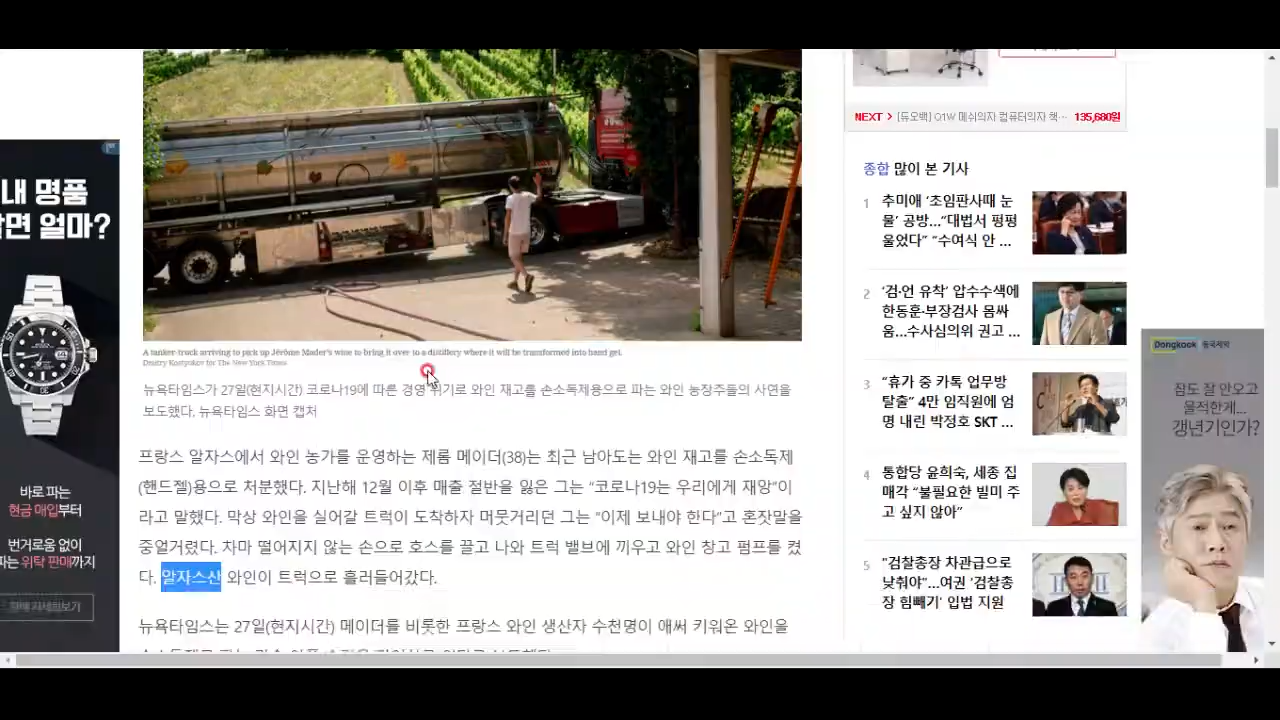 NEXT > [듀오백] Q1W 메쉬의자 컴퓨터의자 책··· 135,680원
내 명품
팔면 얼마?
바로 파는
현금 매입부터
번거로움 없이
파는 위탁 판매까지
A tanker-truck arriving to pick up Jérôme Mader's wine to bring it over to a distillery where it will be transformed into hand gel.
Dmitry Kostyukov for The New York Times
뉴욕타임스가 27일(현지시간) 코로나19에 따른 경영 위기로 와인 재고를 손소독제용으로 파는 와인 농장주들의 사연을
보도했다. 뉴욕타임스 화면 캡처
프랑스 알자스에서 와인 농가를 운영하는 제롬 메이더(38)는 최근 남아도는 와인 재고를 손소독제
(핸드젤)용으로 처분했다. 지난해 12월 이후 매출 절반을 잃은 그는 “코로나19는 우리에게 재앙”이
라고 말했다. 막상 와인을 실어갈 트럭이 도착하자 머뭇거리던 그는 “이제 보내야 한다”고 혼잣말을
중얼거렸다. 차마 떨어지지 않는 손으로 호스를 끌고 나와 트럭 밸브에 끼우고 와인 창고 펌프를 켰
다. 알자스산 와인이 트럭으로 흘러들어갔다.
뉴욕타임스는 27일(현지시간) 메이더를 비롯한 프랑스 와인 생산자 수천명이 애써 키워온 와인을
종합 많이 본 기사
1 추미애 ‘초임판사때 눈
물’ 공방…“대법서 펑펑
울었다” “수여식 안 ...
2 ‘검·언 유착’ 압수수색에
한동훈·부장검사 몸싸
움…수사심의위 권고 ...
3 “휴가 중 카톡 업무방
탈출” 4만 임직원에 엄
명 내린 박정호 SKT ...
4 통합당 윤희숙, 세종 집
매각 “불필요한 빌미 주
고 싶지 않아”
5 “검찰총장 차관급으로
낮춰야”…여권 ‘검찰총
장 힘빼기’ 입법 지원
Dongkook 동국제약
잠도 잘 안오고
울적한게...
갱년기인가?